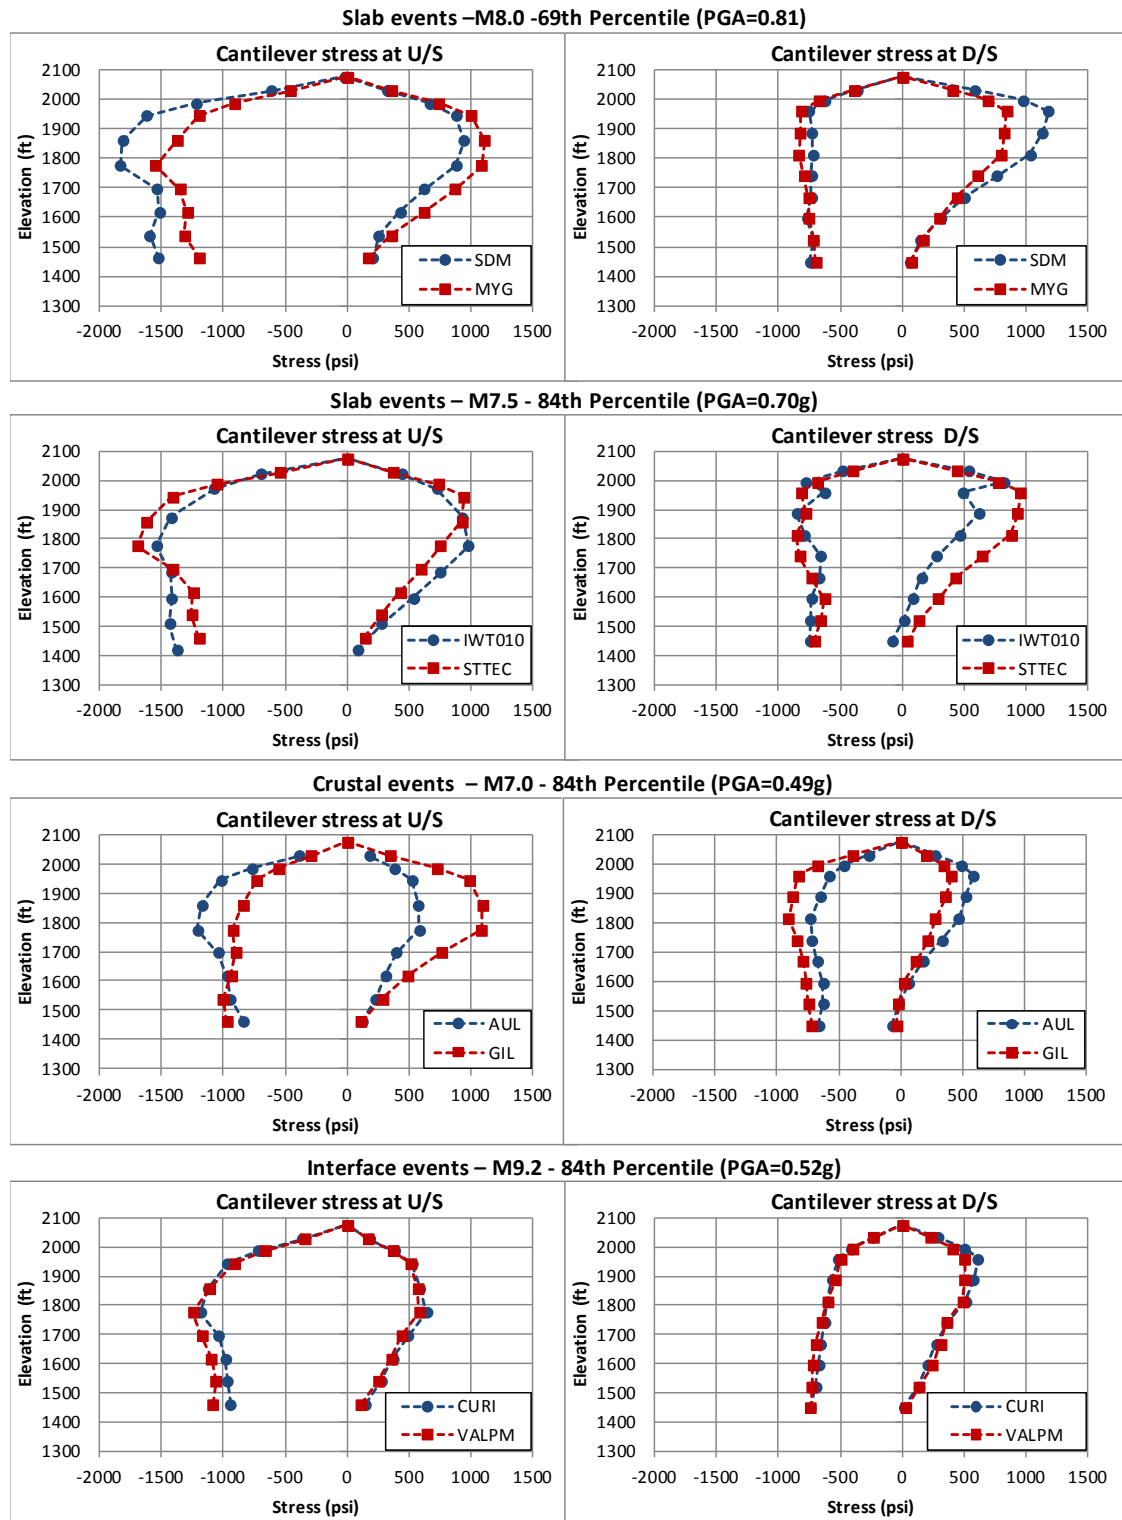 Slab events –M8.0 -69th Percentile (PGA=0.81)
Cantilever stress at U/S
Elevation (ft)
2100
2000
1900
1800
1700
1600
1500
1400
1300
SDM
MYG
-2000 -1500 -1000 -500 0 500 1000 1500
Stress (psi)
Cantilever stress at D/S
Elevation (ft)
2100
2000
1900
1800
1700
1600
1500
1400
1300
SDM
MYG
-2000 -1500 -1000 -500 0 500 1000 1500
Stress (psi)
Slab events – M7.5 - 84th Percentile (PGA=0.70g)
Cantilever stress at U/S
Elevation (ft)
2100
2000
1900
1800
1700
1600
1500
1400
1300
IWT010
STTEC
-2000 -1500 -1000 -500 0 500 1000 1500
Stress (psi)
Cantilever stress D/S
Elevation (ft)
2100
2000
1900
1800
1700
1600
1500
1400
1300
IWT010
STTEC
-2000 -1500 -1000 -500 0 500 1000 1500
Stress (psi)
Crustal events – M7.0 - 84th Percentile (PGA=0.49g)
Cantilever stress at U/S
Elevation (ft)
2100
2000
1900
1800
1700
1600
1500
1400
1300
AUL
GIL
-2000 -1500 -1000 -500 0 500 1000 1500
Stress (psi)
Cantilever stress at D/S
Elevation (ft)
2100
2000
1900
1800
1700
1600
1500
1400
1300
AUL
GIL
-2000 -1500 -1000 -500 0 500 1000 1500
Stress (psi)
Interface events – M9.2 - 84th Percentile (PGA=0.52g)
Cantilever stress at U/S
Elevation (ft)
2100
2000
1900
1800
1700
1600
1500
1400
1300
CURI
VALPM
-2000 -1500 -1000 -500 0 500 1000 1500
Stress (psi)
Cantilever stress at D/S
Elevation (ft)
2100
2000
1900
1800
1700
1600
1500
1400
1300
CURI
VALPM
-2000 -1500 -1000 -500 0 500 1000 1500
Stress (psi)